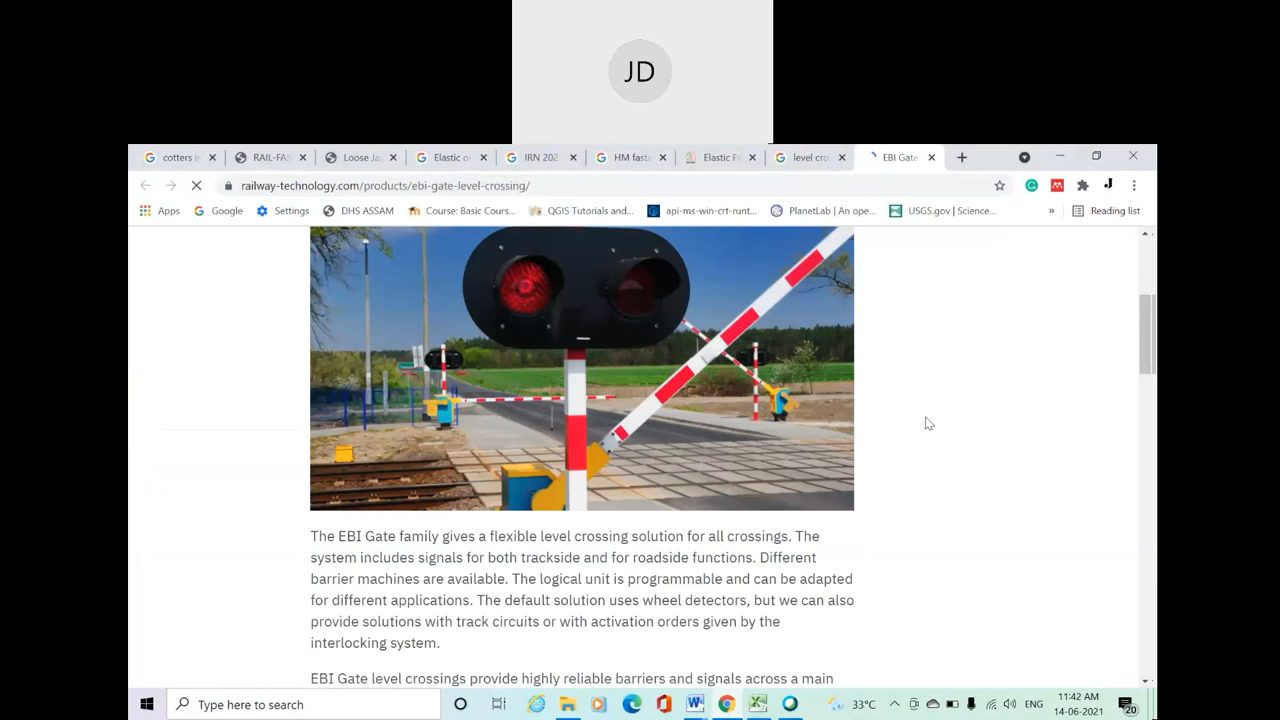 JD
cotters i
RAIL-FAS
Loose Ja
Elastic o
IRN 202
HM faste
Elastic F
level cro
EBI Gate
railway-technology.com/products/ebi-gate-level-crossing/
Apps
Google
Settings
DHS ASSAM
Course: Basic Cours...
QGIS Tutorials and...
api-ms-win-crt-runt...
PlanetLab | An ope...
USGS.gov | Science...
»
Reading list
The EBI Gate family gives a flexible level crossing solution for all crossings. The
system includes signals for both trackside and for roadside functions. Different
barrier machines are available. The logical unit is programmable and can be adapted
for different applications. The default solution uses wheel detectors, but we can also
provide solutions with track circuits or with activation orders given by the
interlocking system.
EBI Gate level crossings provide highly reliable barriers and signals across a main
Type here to search
33°C
ENG
11:42 AM
14-06-2021
20